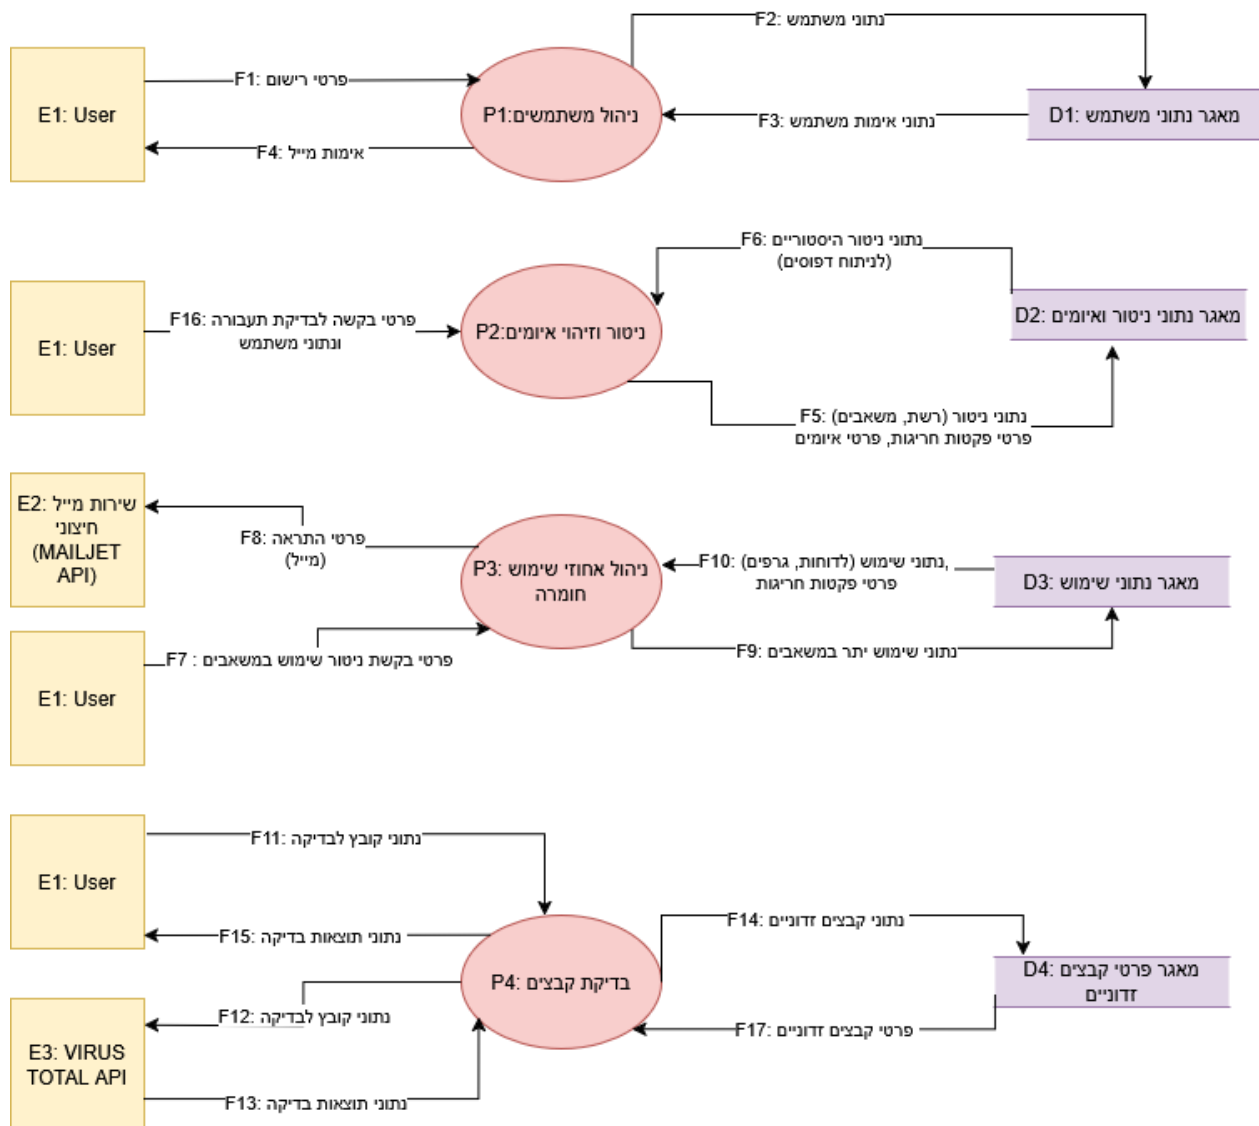 F2: נתוני משתמש
E1: User
F1: פרטי רישום
P1:ניהול משתמשים
F3: נתוני אימות משתמש
D1: מאגר נתוני משתמש
F4: אימות מייל
F6: נתוני ניטור היסטוריים
(לניתוח דפוסים)
E1: User
F16: פרטי בקשה לבדיקת תעבורה
ונתוני משתמש
P2:ניטור וזיהוי איומים
D2: מאגר נתוני ניטור ואיומים
F5: נתוני ניטור (רשת, משאבים)
פרטי פקטות חריגות, פרטי איומים
E2: שירות מייל
חיצוני
(MAILJET
API)
F8: פרטי התראה
(מייל)
P3: ניהול אחוזי שימוש
חומרה
F10: נתוני שימוש (לדוחות, גרפים),
פרטי פקטות חריגות
D3: מאגר נתוני שימוש
F7 : פרטי בקשת ניטור שימוש במשאבים
F9: נתוני שימוש יתר במשאבים
E1: User
F11: נתוני קובץ לבדיקה
E1: User
F15: נתוני תוצאות בדיקה
F14: נתוני קבצים זדוניים
P4: בדיקת קבצים
D4: מאגר פרטי קבצים
זדוניים
F12: נתוני קובץ לבדיקה
F17: פרטי קבצים זדוניים
E3: VIRUS
TOTAL API
F13: נתוני תוצאות בדיקה